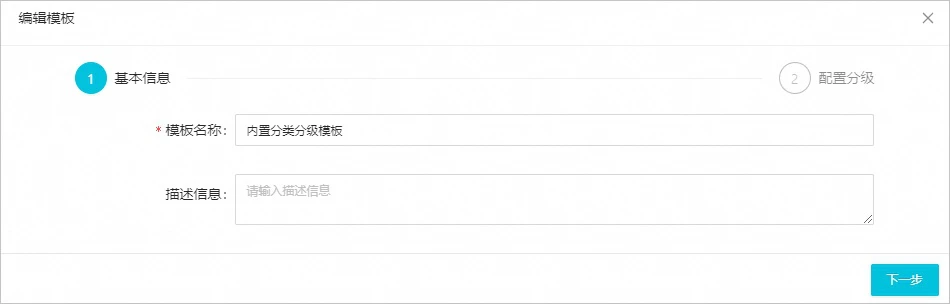 编辑模板
1 基本信息
2 配置分级
* 模板名称:
内置分类分级模板
描述信息:
请输入描述信息
下一步